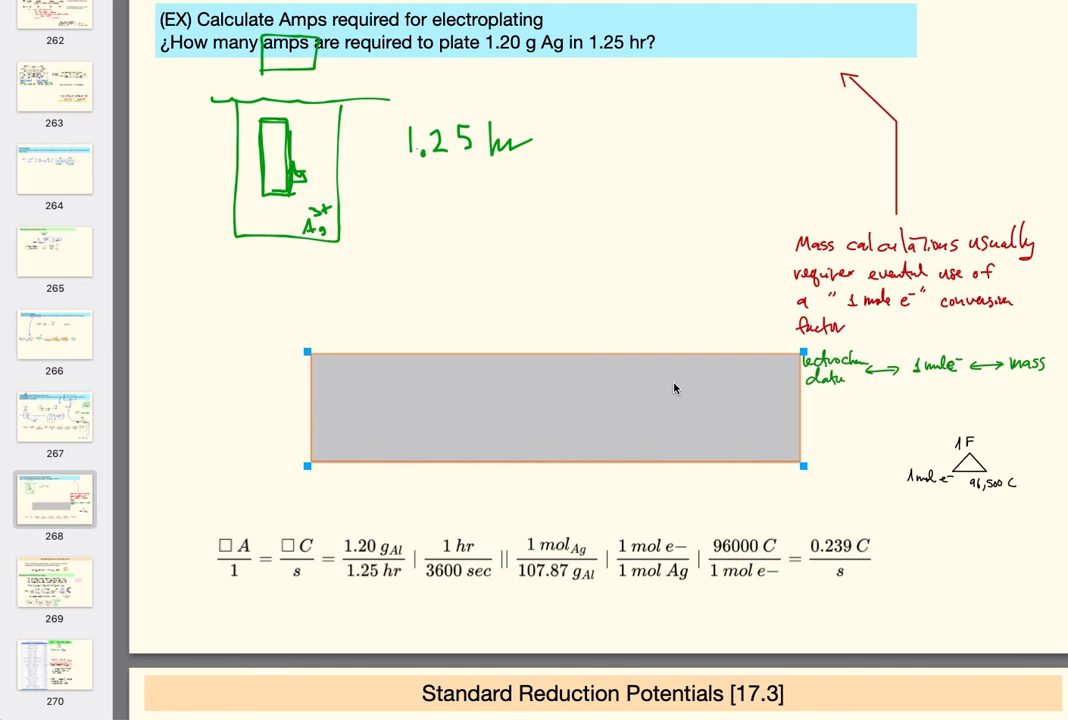 262
263
264
265
266
267
268
269
270
(EX) Calculate Amps required for electroplating
¿How many amps are required to plate 1.20 g Ag in 1.25 hr?
1.25 hr
Ag
Mass calculations usually
requires eventual use of
a " 1 mole e⁻ " conversion
factor
data ⟷ 1 mole⁻ ⟷ mass
1 F
1 mol e⁻ 96,500 C
□ A / 1 = □ C / s = 1.20 g_Al / 1.25 hr | 1 hr / 3600 sec || 1 mol_Ag / 107.87 g_Al | 1 mol e− / 1 mol Ag | 96000 C / 1 mol e− = 0.239 C / s
Standard Reduction Potentials [17.3]